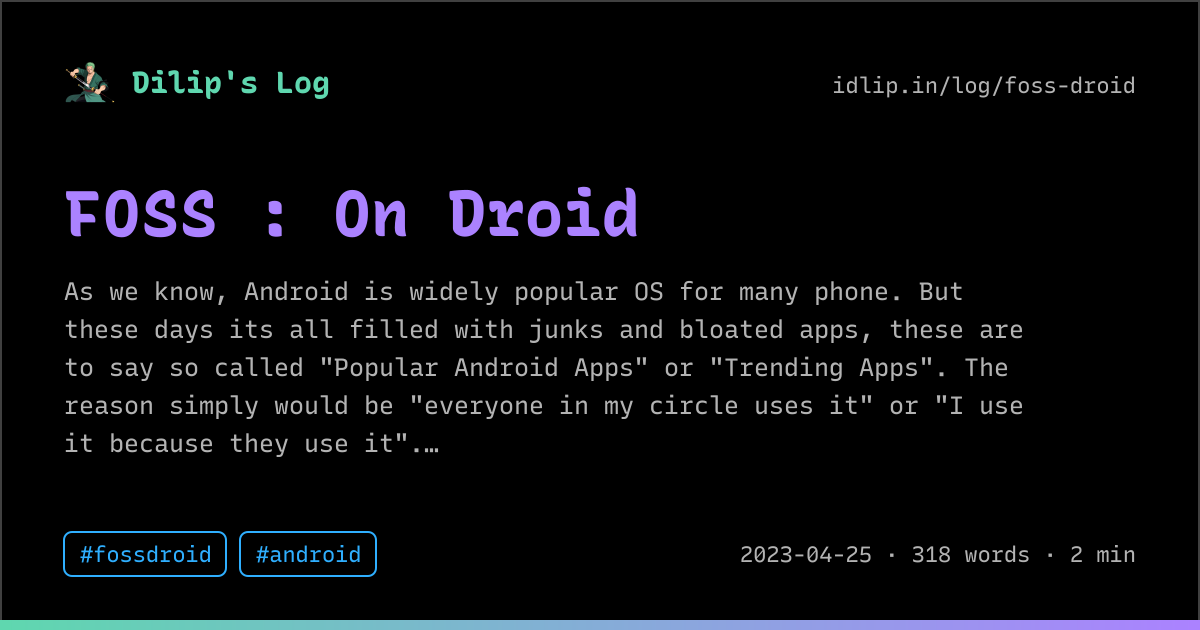 Dilip's Log
idlip.in/log/foss-droid
FOSS : On Droid
As we know, Android is widely popular OS for many phone. But
these days its all filled with junks and bloated apps, these are
to say so called "Popular Android Apps" or "Trending Apps". The
reason simply would be "everyone in my circle uses it" or "I use
it because they use it".…
#fossdroid #android
2023-04-25 · 318 words · 2 min